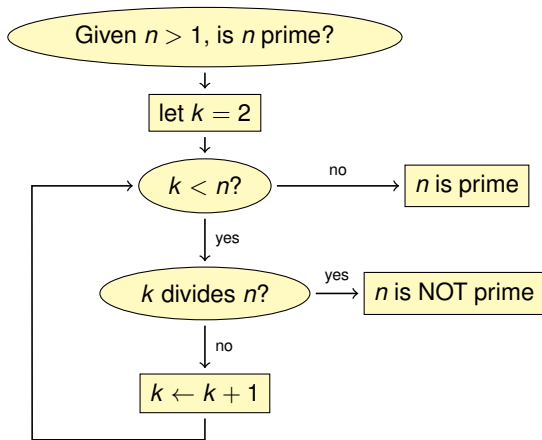 Given n > 1, is n prime?
let k = 2
k < n?
no
n is prime
yes
k divides n?
yes
n is NOT prime
no
k ← k + 1